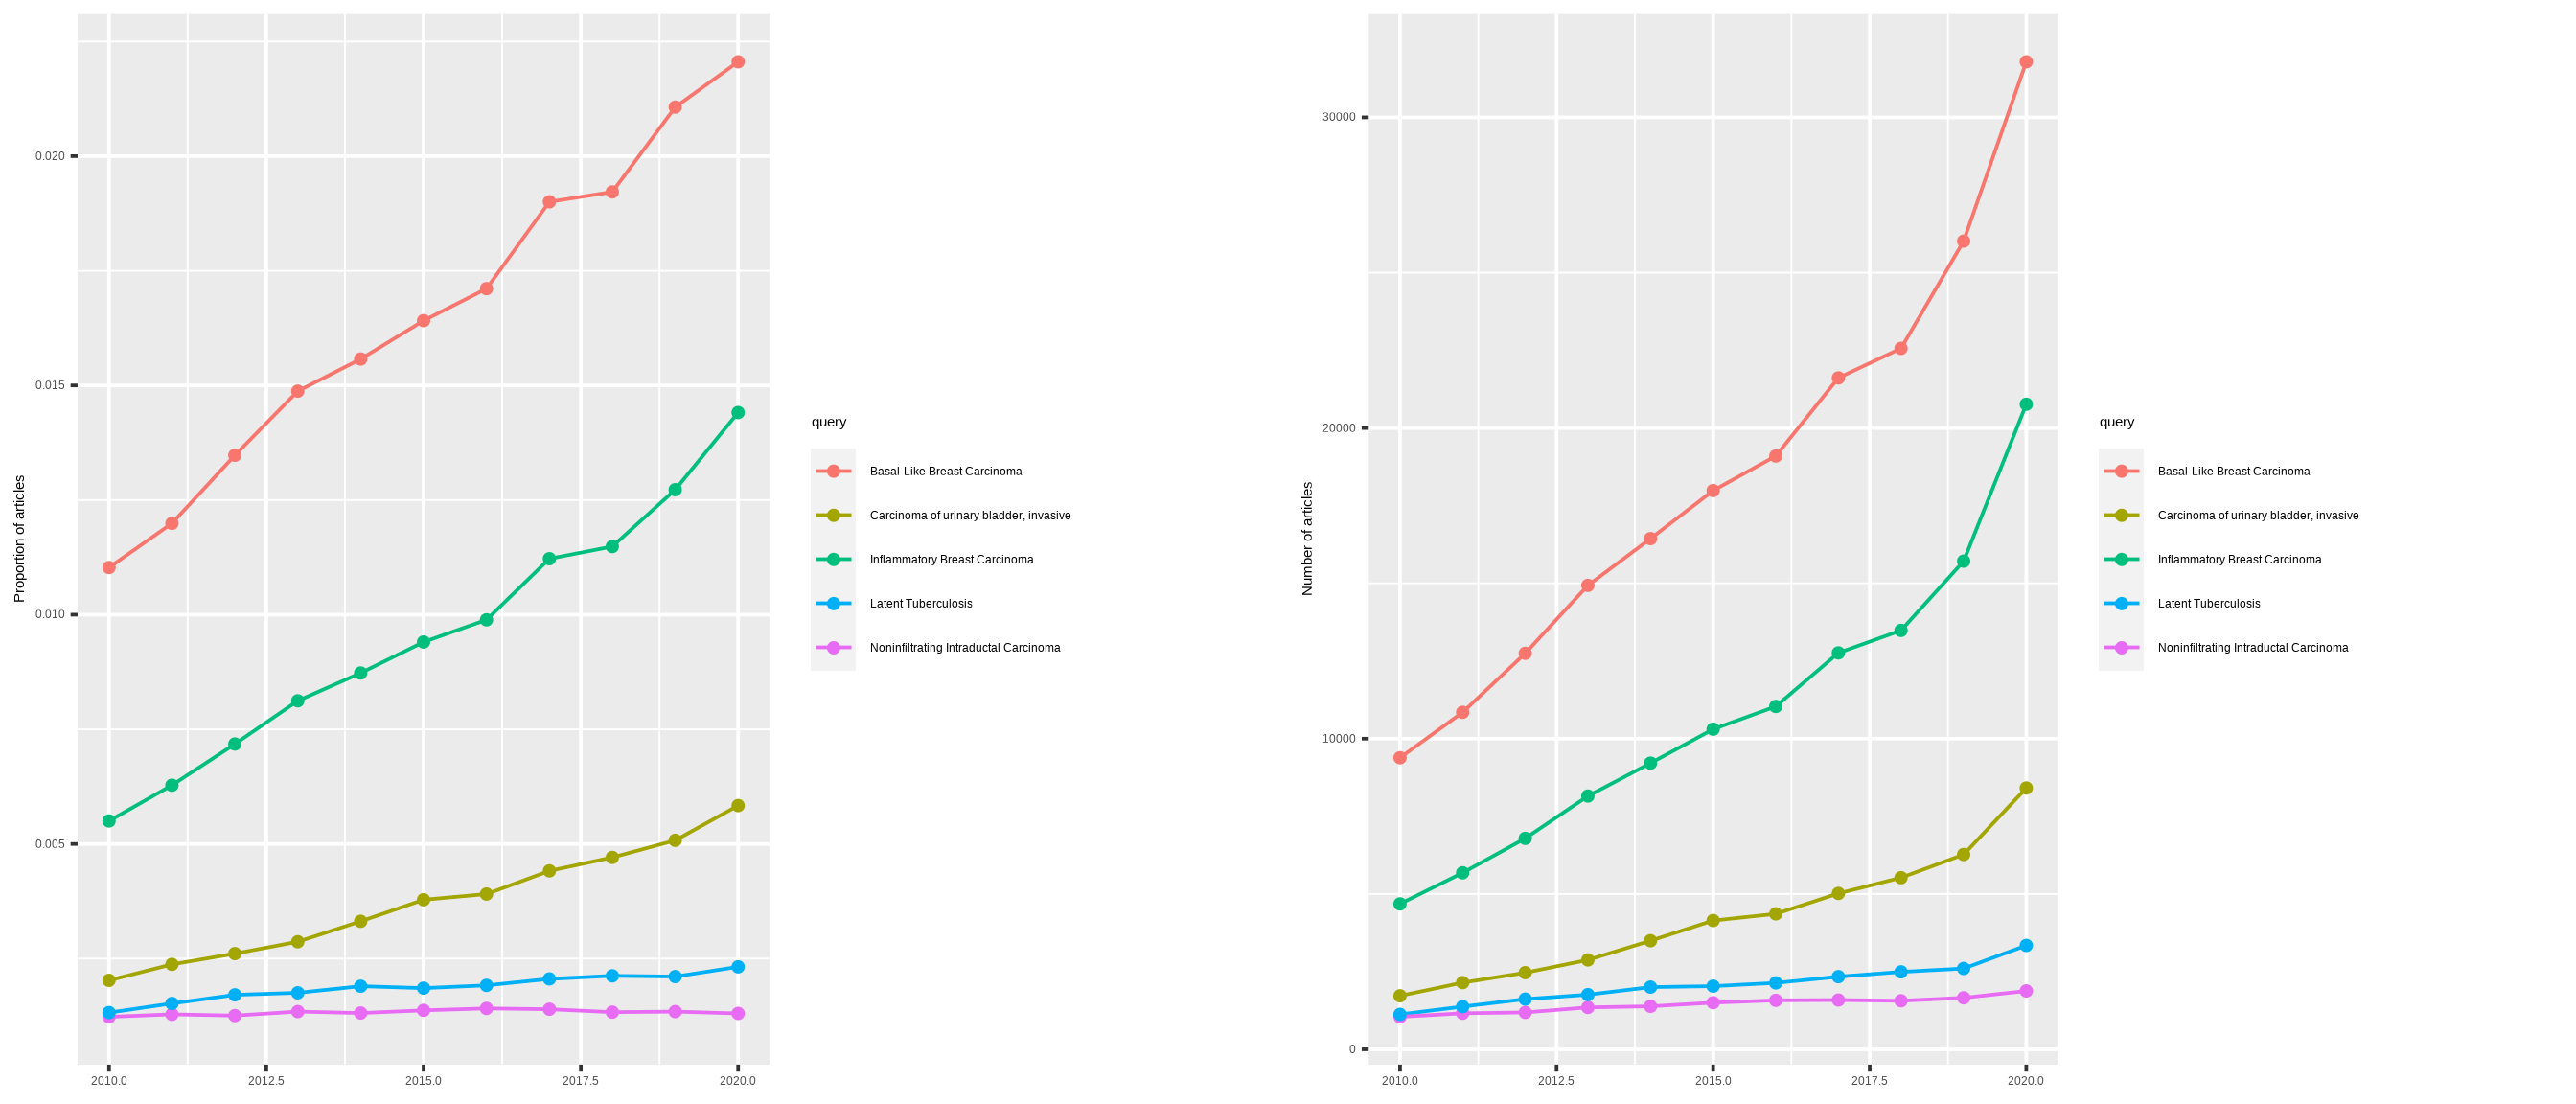 Proportion of articles
0.020
0.015
0.010
0.005
2010.0
2012.5
2015.0
2017.5
2020.0
query
Basal-Like Breast Carcinoma
Carcinoma of urinary bladder, invasive
Inflammatory Breast Carcinoma
Latent Tuberculosis
Noninfiltrating Intraductal Carcinoma
Number of articles
30000
20000
10000
0
2010.0
2012.5
2015.0
2017.5
2020.0
query
Basal-Like Breast Carcinoma
Carcinoma of urinary bladder, invasive
Inflammatory Breast Carcinoma
Latent Tuberculosis
Noninfiltrating Intraductal Carcinoma